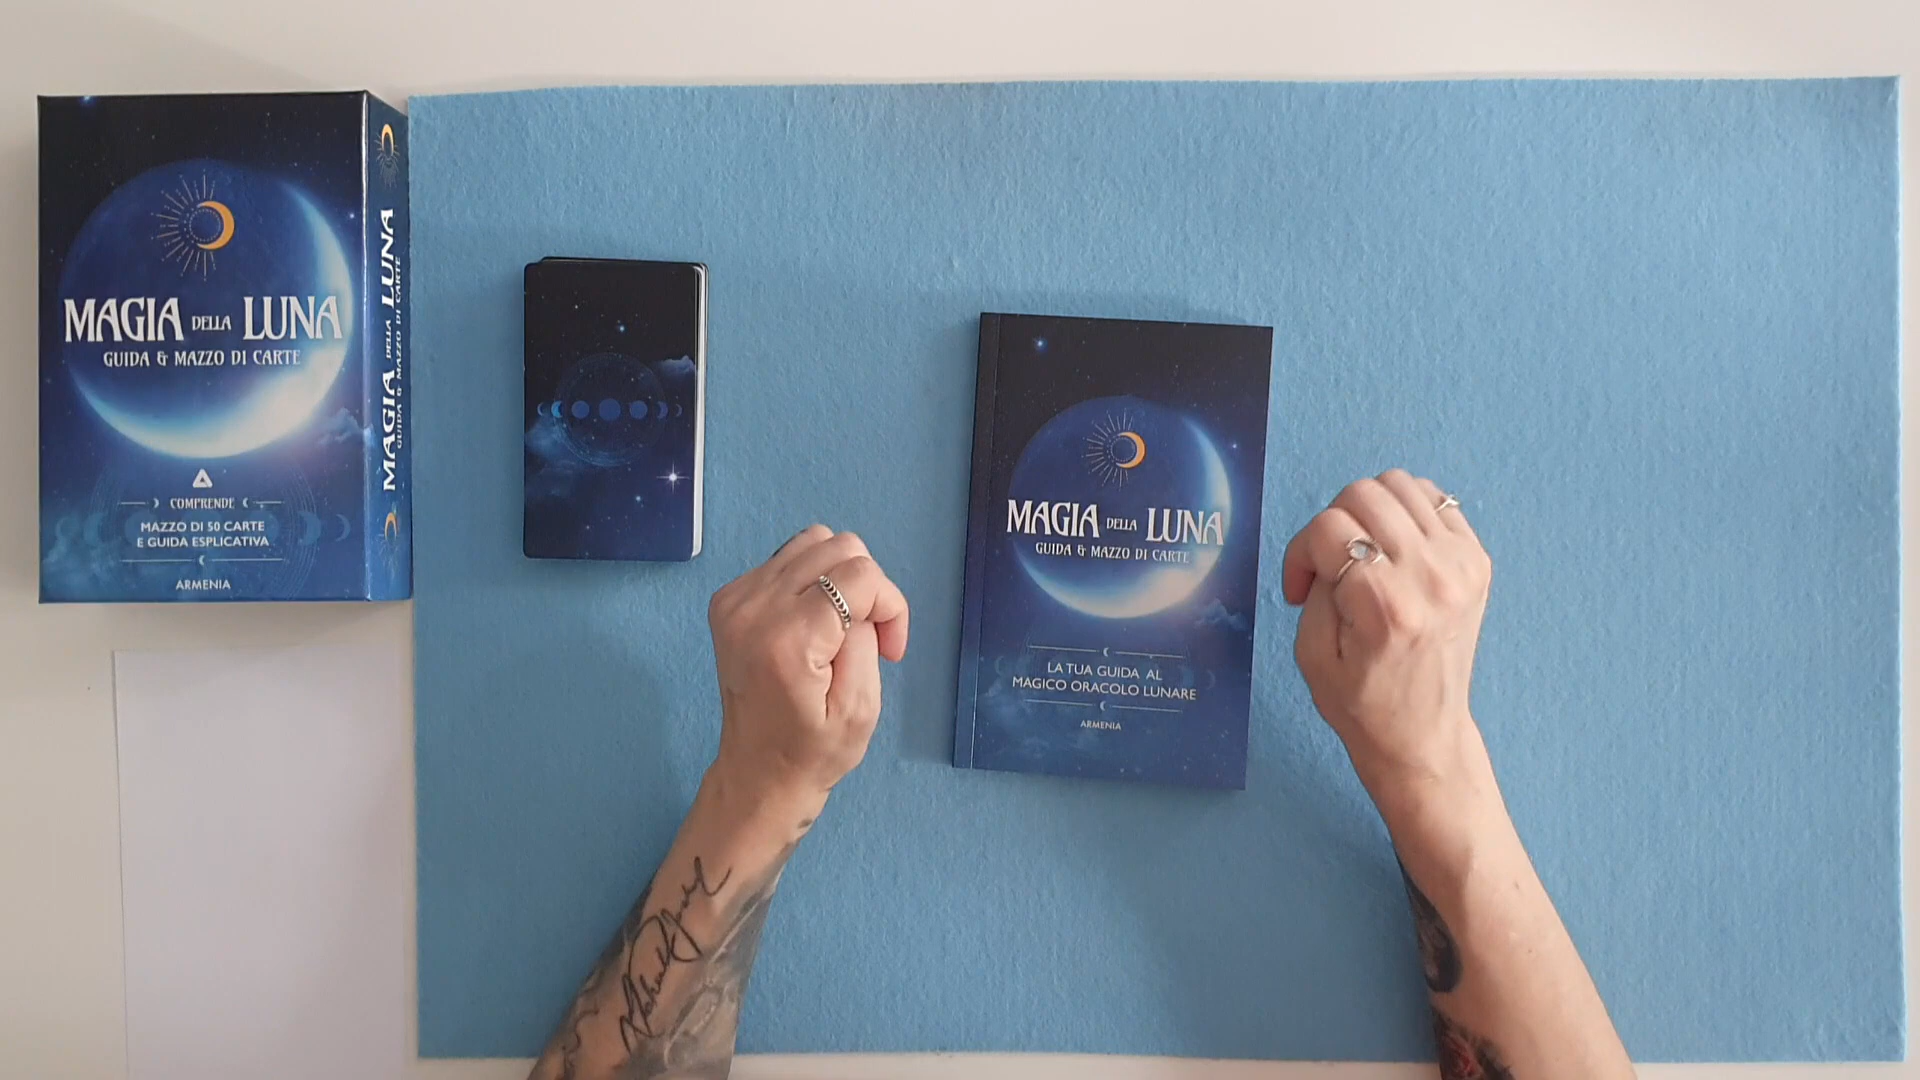 MAGIA DELLA LUNA
GUIDA & MAZZO DI CARTE
COMPRENDE
MAZZO DI 50 CARTE
E GUIDA ESPLICATIVA
ARMENIA
MAGIA DELLA LUNA
GUIDA & MAZZO DI CARTE
MAGIA DELLA LUNA
GUIDA & MAZZO DI CARTE
LA TUA GUIDA AL
MAGICO ORACOLO LUNARE
ARMENIA